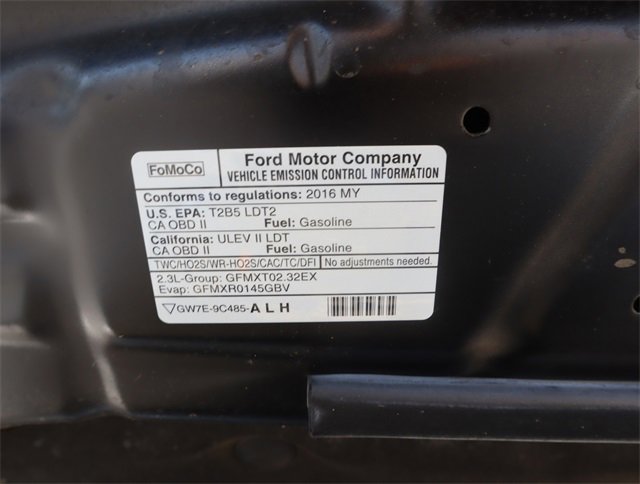 FoMoCo
Ford Motor Company
VEHICLE EMISSION CONTROL INFORMATION
Conforms to regulations: 2016 MY
U.S. EPA: T2B5 LDT2
CA OBD II Fuel: Gasoline
California: ULEV II LDT
CA OBD II Fuel: Gasoline
TWC/HO2S/WR-HO2S/CAC/TC/DFI No adjustments needed.
2.3L-Group: GFMXT02.32EX
Evap: GFMXR0145GBV
GW7E-9C485-ALH